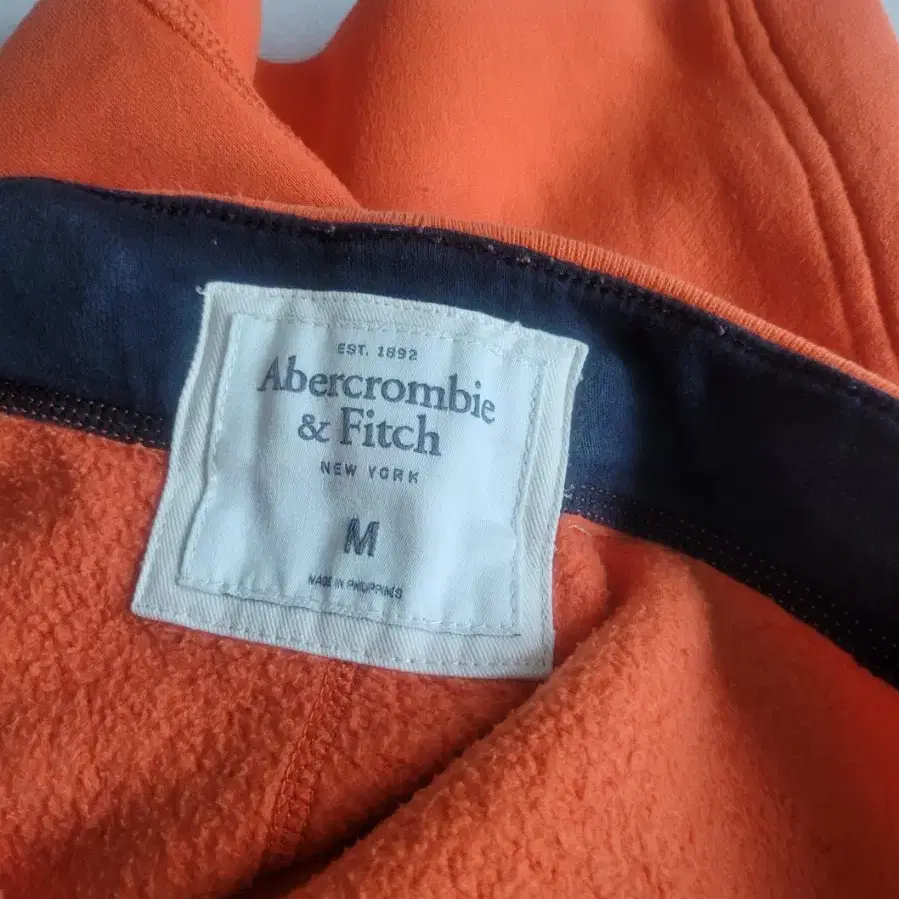 EST. 1892
Abercrombie
& Fitch
NEW YORK
M
MADE IN PHILIPPINES